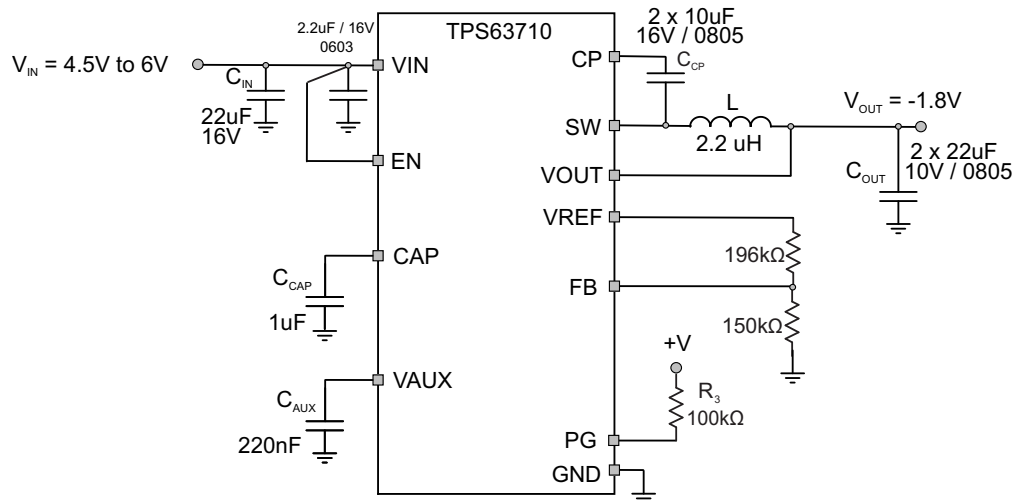 TPS63710
2.2uF / 16V
0603
V_IN = 4.5V to 6V
C_IN
22uF
16V
VIN
EN
CAP
C_CAP
1uF
VAUX
C_AUX
220nF
2 x 10uF
16V / 0805
CP
C_CP
SW
L
2.2 uH
V_OUT = -1.8V
2 x 22uF
10V / 0805
C_OUT
VOUT
VREF
196kΩ
FB
150kΩ
+V
R_3
100kΩ
PG
GND